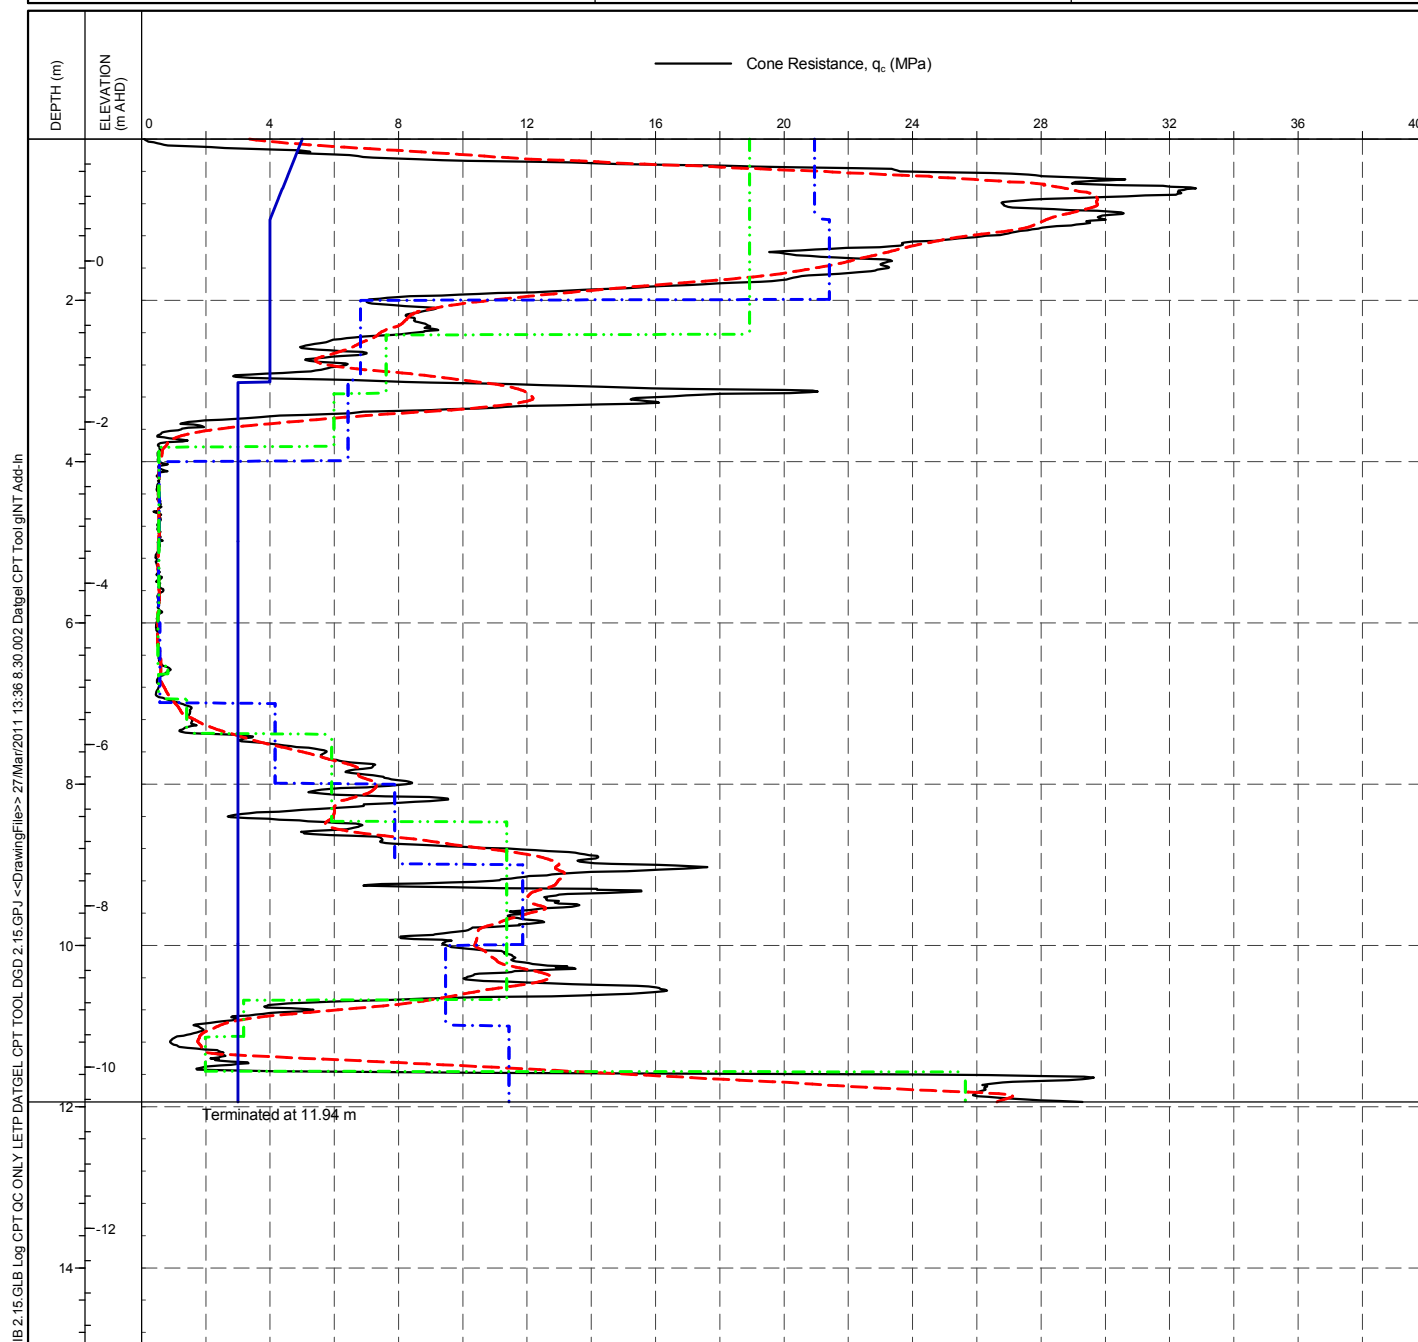 DEPTH (m)
ELEVATION
(m AHD)
Cone Resistance, qc (MPa)
0 4 8 12 16 20 24 28 32 36 40
0
2
-2
4
-4
6
-6
8
-8
10
-10
Terminated at 11.94 m
12
-12
14
IB 2.15.GLB Log CPT QC ONLY LETP DATGEL CPT TOOL DGD 2.15.GPJ <<DrawingFile>> 27/Mar/2011 13:36 8.30.002 Datgel CPT Tool gINT Add-In